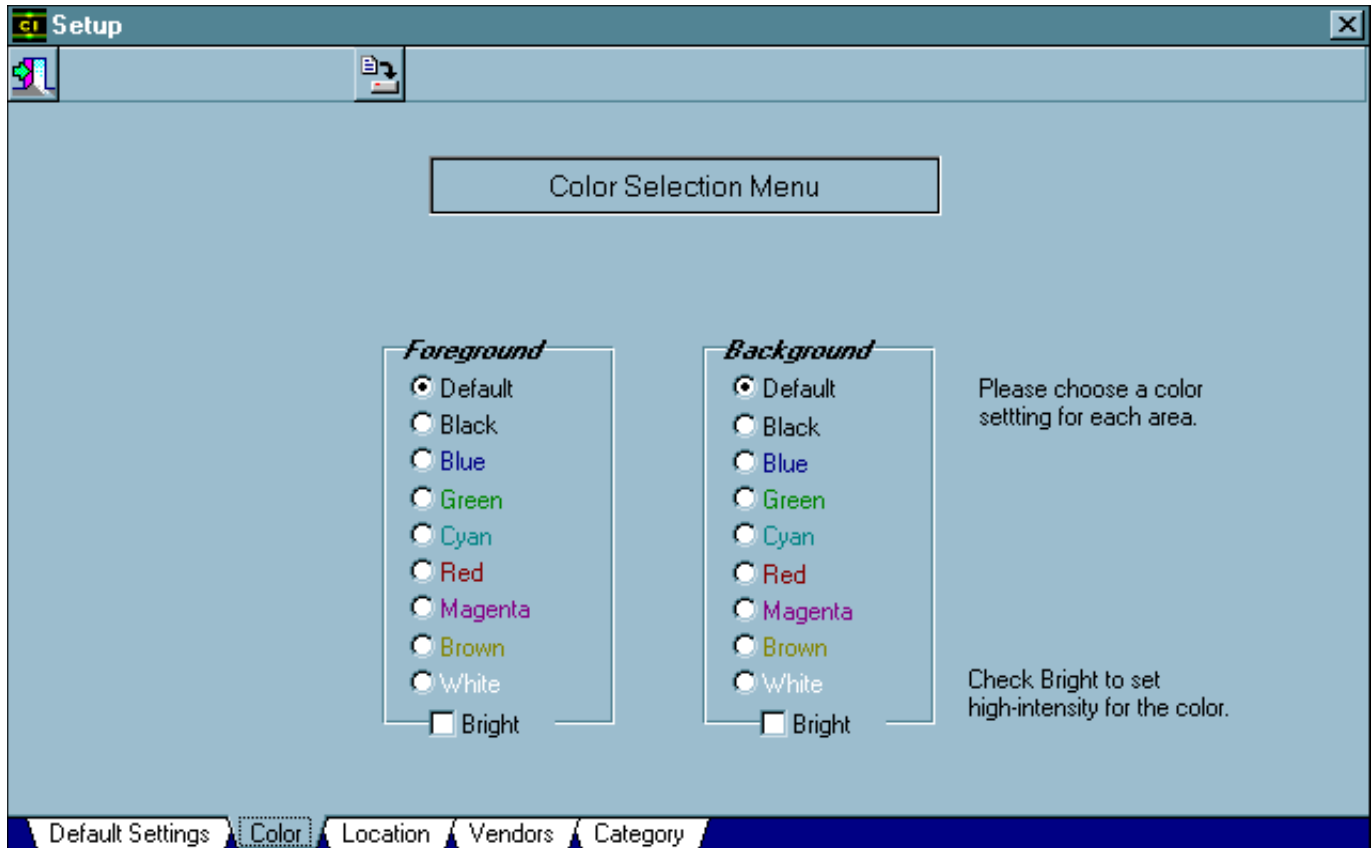 CI Setup
Color Selection Menu
Foreground
Default
Black
Blue
Green
Cyan
Red
Magenta
Brown
White
Bright
Background
Default
Black
Blue
Green
Cyan
Red
Magenta
Brown
White
Bright
Please choose a color
settting for each area.
Check Bright to set
high-intensity for the color.
Default Settings Color Location Vendors Category